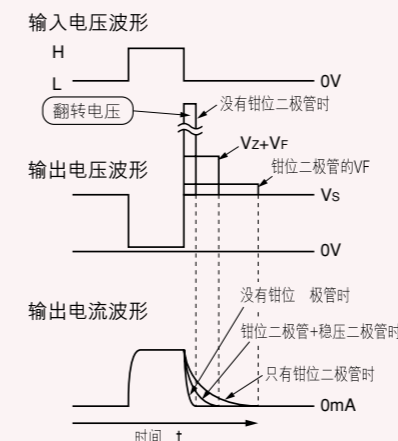 输入电压波形
H
L
0V
翻转电压
没有钳位二极管时
VZ+VF
钳位二极管的VF
输出电压波形
VS
0V
没有钳位 极管时
输出电流波形
钳位二极管+稳压二极管时
只有钳位二极管时
0mA
时间 t